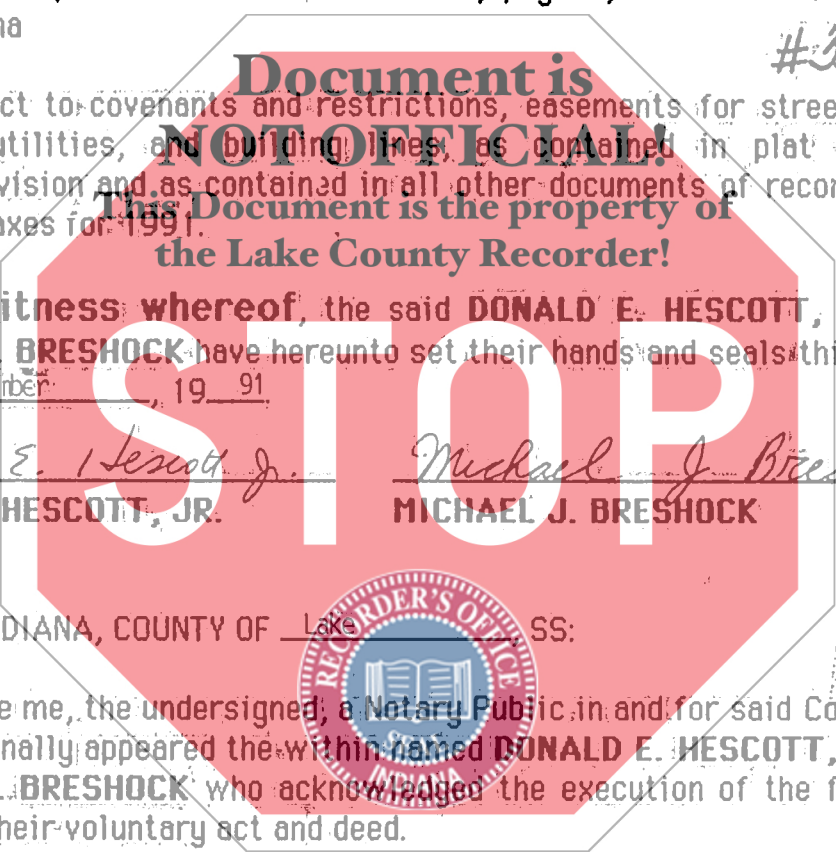 na
#3
Document is
ct to covenants and restrictions, easements for stree
NOT OFFICIAL!
utilities, and building lines, as contained in plat
vision and as contained in all other documents of recor
This Document is the property of
axes for 1991.
the Lake County Recorder!
itness whereof, the said DONALD E. HESCOTT,
. BRESHOCK have hereunto set their hands and seals thi
mber, 19 91.
STOP
E. Hescott Jr. Michael J. Bres
HESCOTT, JR. MICHAEL J. BRESHOCK
DIANA, COUNTY OF Lake, SS:
RECORDER'S OFFICE
e me, the undersigned, a Notary Public in and for said Co
nally appeared the within named DONALD E. HESCOTT,
SEAL
INDIANA
. BRESHOCK who acknowledged the execution of the f
heir voluntary act and deed.